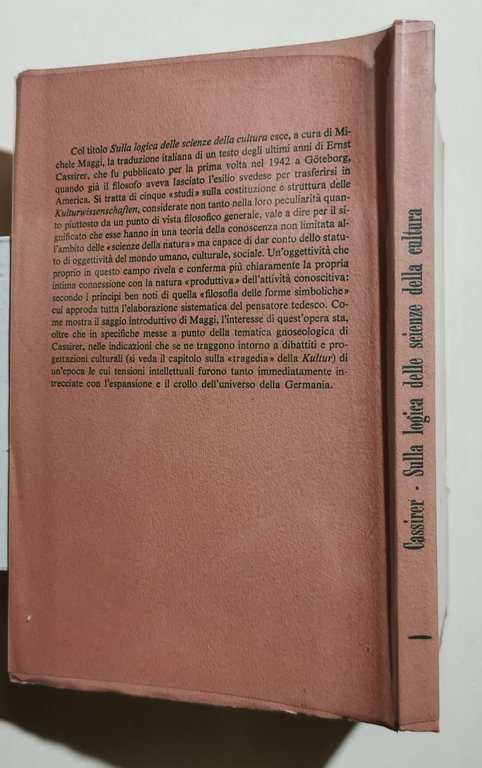 Col titolo Sulla logica delle scienze della cultura esce, a cura di Mi-
chele Maggi, la traduzione italiana di un testo degli ultimi anni di Ernst
Cassirer, che fu pubblicato per la prima volta nel 1942 a Göteborg,
quando già il filosofo aveva lasciato l'esilio svedese per trasferirsi in
America. Si tratta di cinque «studi» sulla costituzione e struttura delle
Kulturwissenschaften, considerate non tanto nella loro peculiarità quan-
to piuttosto da un punto di vista filosofico generale, vale a dire per il si-
gnificato che esse hanno in una teoria della conoscenza non limitata al-
l'ambito delle «scienze della natura» ma capace di dar conto dello statu-
to di oggettività del mondo umano, culturale, sociale. Un'oggettività che
proprio in questo campo rivela e conferma più chiaramente la propria
intima connessione con la natura «produttiva» dell'attività conoscitiva:
secondo i principi ben noti di quella «filosofia delle forme simboliche»
cui approda tutta l'elaborazione sistematica del pensatore tedesco. Co-
me mostra il saggio introduttivo di Maggi, l'interesse di quest'opera sta,
oltre che in specifiche messe a punto della tematica gnoseologica di
Cassirer, nelle indicazioni che se ne traggono intorno a dibattiti e pro-
gettazioni culturali (si veda il capitolo sulla «tragedia» della Kultur) di
un'epoca le cui tensioni intellettuali furono tanto immediatamente in-
trecciate con l'espansione e il crollo dell'universo della Germania.
Cassirer - Sulla logica delle scienze della cultura